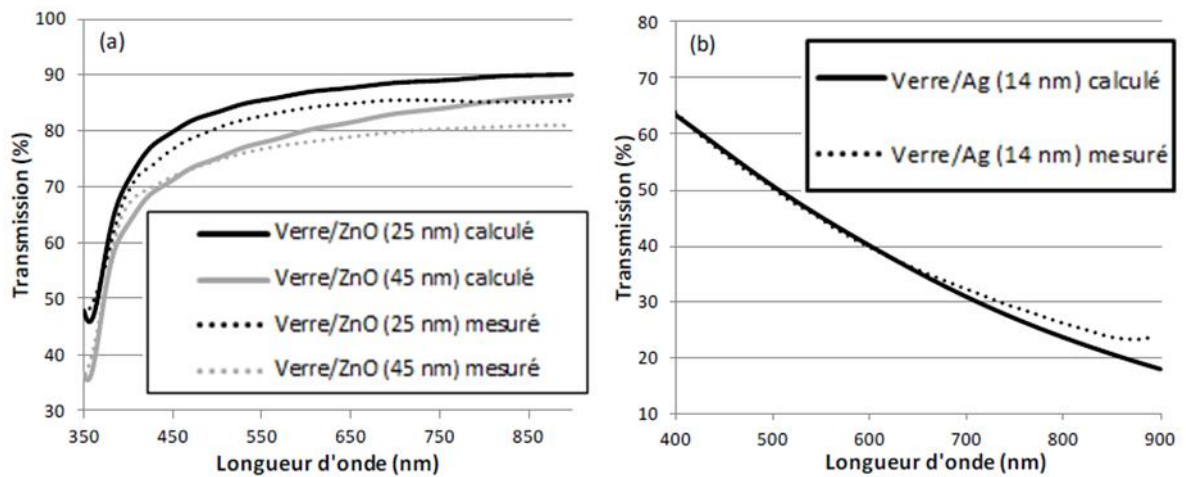 (a)
Transmission (%)
100
90
80
70
60
50
40
30
350
450
550
650
750
850
Longueur d'onde (nm)
Verre/ZnO (25 nm) calculé
Verre/ZnO (45 nm) calculé
Verre/ZnO (25 nm) mesuré
Verre/ZnO (45 nm) mesuré
(b)
Transmission (%)
80
70
60
50
40
30
20
10
400
500
600
700
800
900
Longueur d'onde (nm)
Verre/Ag (14 nm) calculé
Verre/Ag (14 nm) mesuré